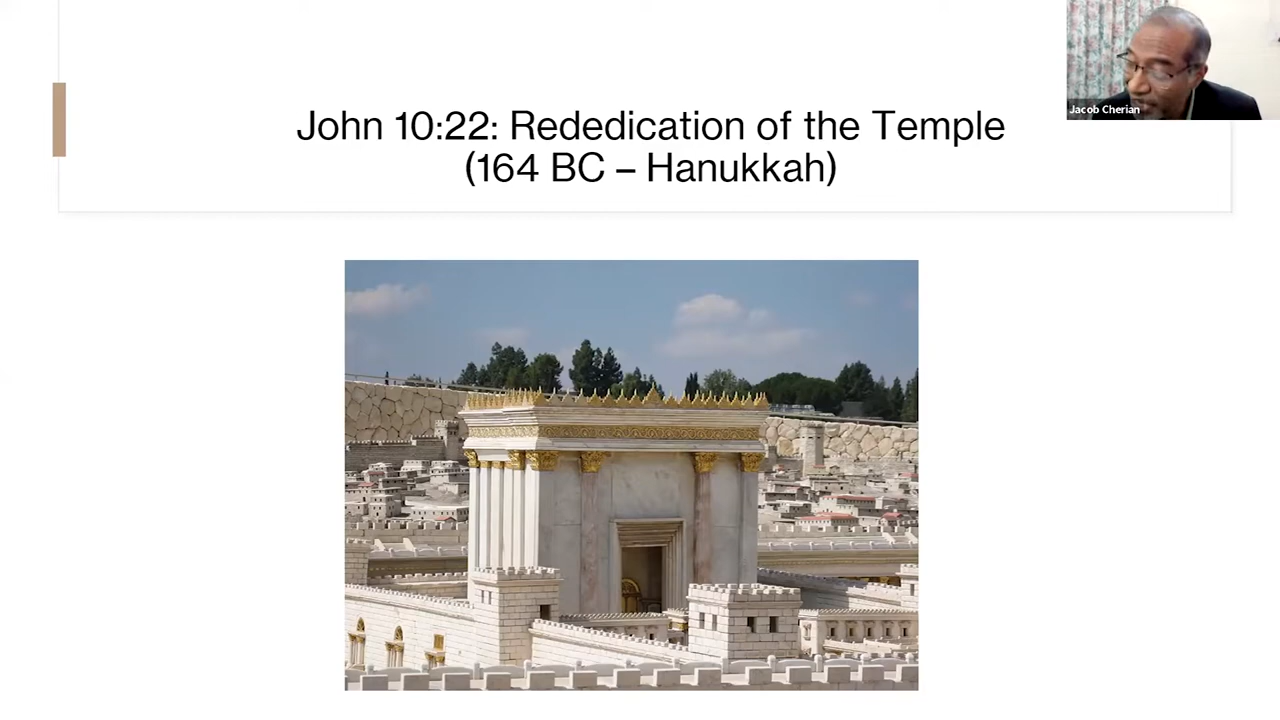 John 10:22: Rededication of the Temple
(164 BC – Hanukkah)
Jacob Cherian